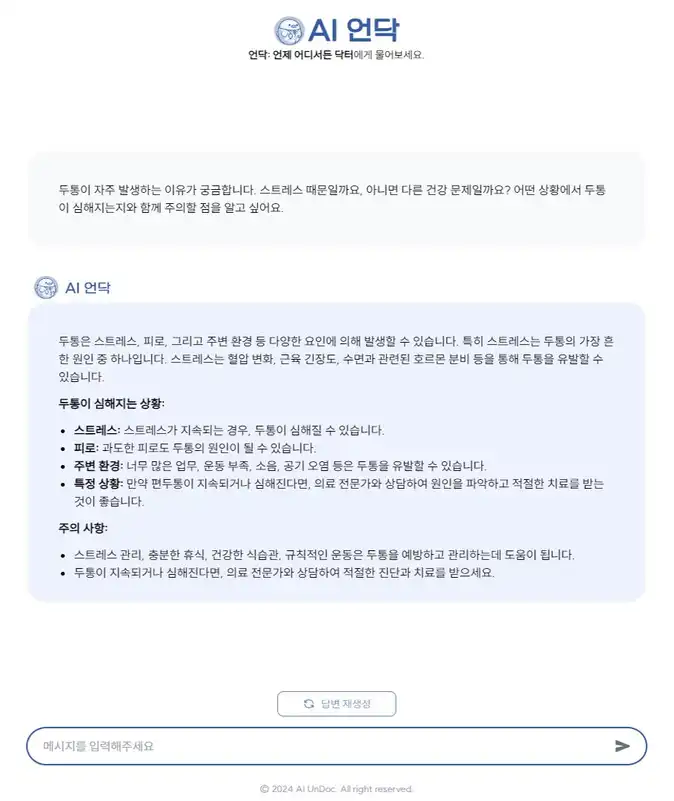 AI 언닥
언닥: 언제 어디서든 닥터에게 물어보세요.
두통이 자주 발생하는 이유가 궁금합니다. 스트레스 때문일까요, 아니면 다른 건강 문제일까요? 어떤 상황에서 두통
이 심해지는지와 함께 주의할 점을 알고 싶어요.
AI 언닥
두통은 스트레스, 피로, 그리고 주변 환경 등 다양한 요인에 의해 발생할 수 있습니다. 특히 스트레스는 두통의 가장 흔
한 원인 중 하나입니다. 스트레스는 혈압 변화, 근육 긴장도, 수면과 관련된 호르몬 분비 등을 통해 두통을 유발할 수
있습니다.
두통이 심해지는 상황:
• 스트레스: 스트레스가 지속되는 경우, 두통이 심해질 수 있습니다.
• 피로: 과도한 피로도 두통의 원인이 될 수 있습니다.
• 주변 환경: 너무 많은 업무, 운동 부족, 소음, 공기 오염 등은 두통을 유발할 수 있습니다.
• 특정 상황: 만약 편두통이 지속되거나 심해진다면, 의료 전문가와 상담하여 원인을 파악하고 적절한 치료를 받는
것이 좋습니다.
주의 사항:
• 스트레스 관리, 충분한 휴식, 건강한 식습관, 규칙적인 운동은 두통을 예방하고 관리하는데 도움이 됩니다.
• 두통이 지속되거나 심해진다면, 의료 전문가와 상담하여 적절한 진단과 치료를 받으세요.
답변 재생성
메시지를 입력해주세요
© 2024 AI UnDoc. All right reserved.